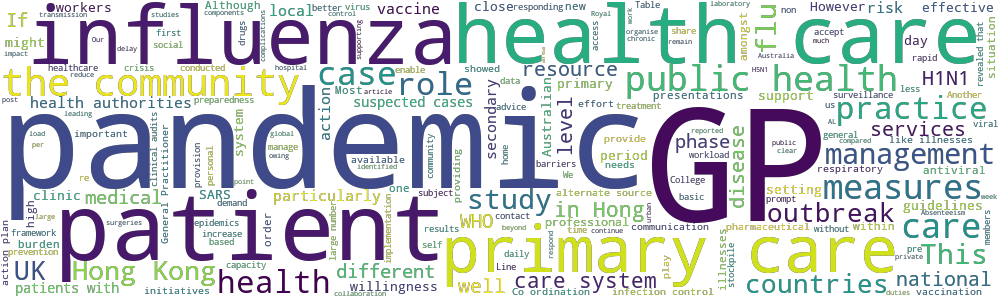 influenza
health care
pandemic
GP
patient
primary care
the community
public health
Hong Kong
health
measures
management
practice
care
countries
outbreak
study
role
case
care system
This
UK
H1N1
flu
national
services
disease
level
phase
resource
in Hong
well
WHO
different
medical
system
local
vaccine
risk
effective
However
Although
workers
If
might
close
new
day
health authorities
suspected cases
action
Most
secondary
Australian
primary
presentations
support
guidelines
antiviral
setting
period
particularly
SARS
clinic
burden
patients with
initiatives
willingness
order
high
action plan
large number
General Practitioner
clinical audits
important
available
community
providing
barriers
We
needs
provide
workload
College
basic
prompt
reported
respiratory
like illnesses
surveillance
general
compared
viral
situation
revealed that
amongst
share
access
organise
chronic
remain
Royal
Table
responding
better
virus
control
drugs
complications
supporting
first
social
studies
components
transmission
Our
delay
impact
healthcare
reduce
crisis
conducted
hospital
enable
showed
data
article
preparedness
advice
effort
treatment
home
post
leading
load
per
re
global
manage
owing
identified
provision
personal
point
one
subject
demand
epidemics
increase
based
surgeries
framework
prevention
large
capacity
collaboration
implementation
results
self
contact
beyond
daily
Line
Co ordination
communication
professional
time
continue
respond
urban
alternate source
infection control
play
illnesses
stockpile
pharmaceutical
without
within
pre
private
duties
vaccination
Absenteeism
members
week
Another
less
rapid
accept
much
Australia
H5N1
laboratory
non
us
AL
public
clear
work